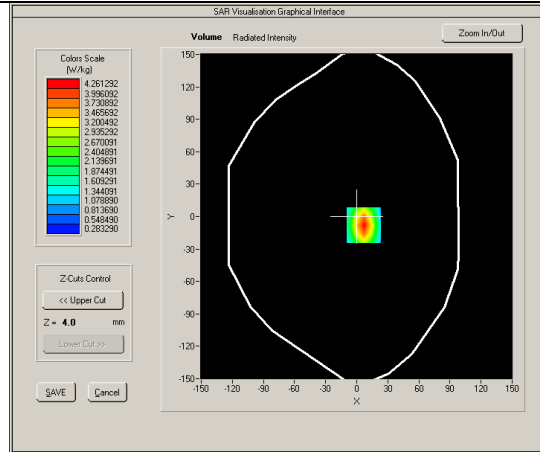 SAR Visualisation Graphical Interface
Volume Radiated Intensity
Zoom In/Out
Colors Scale
(W/kg)
4.261292
3.996092
3.730892
3.465692
3.200492
2.935292
2.670091
2.404891
2.139691
1.874491
1.609291
1.344091
1.078890
0.813690
0.548490
0.283290
Z-Cuts Control
<< Upper Cut
Z = 4.0 mm
Lower Cut >>
SAVE Cancel
Y
150
120
90
60
30
0
-30
-60
-90
-120
-150
-150 -120 -90 -60 -30 0 30 60 90 120 150
X